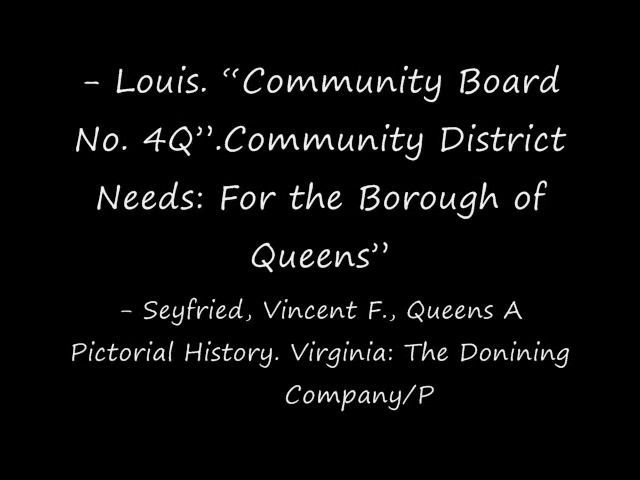 - Louis. “Community Board
No. 4Q”.Community District
Needs: For the Borough of
Queens”
- Seyfried, Vincent F., Queens A
Pictorial History. Virginia: The Donining
Company/P